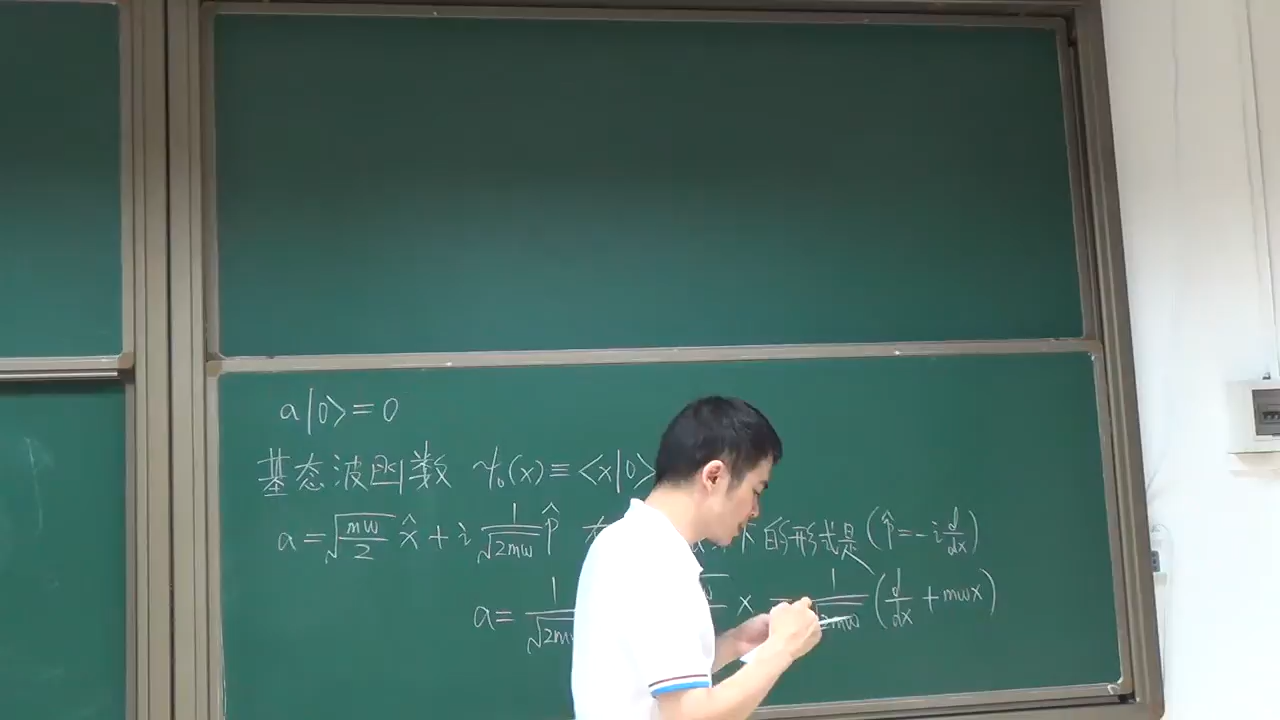 a|0⟩ = 0
基态波函数 ψ₀(x) ≡ ⟨x|0⟩
a = √(mω/2) x̂ + i 1/√(2mω) p̂ 下的形式是 (p̂ = -i d/dx)
a = 1/√(2mω) x = 1/√(2mω) (d/dx + mωx)